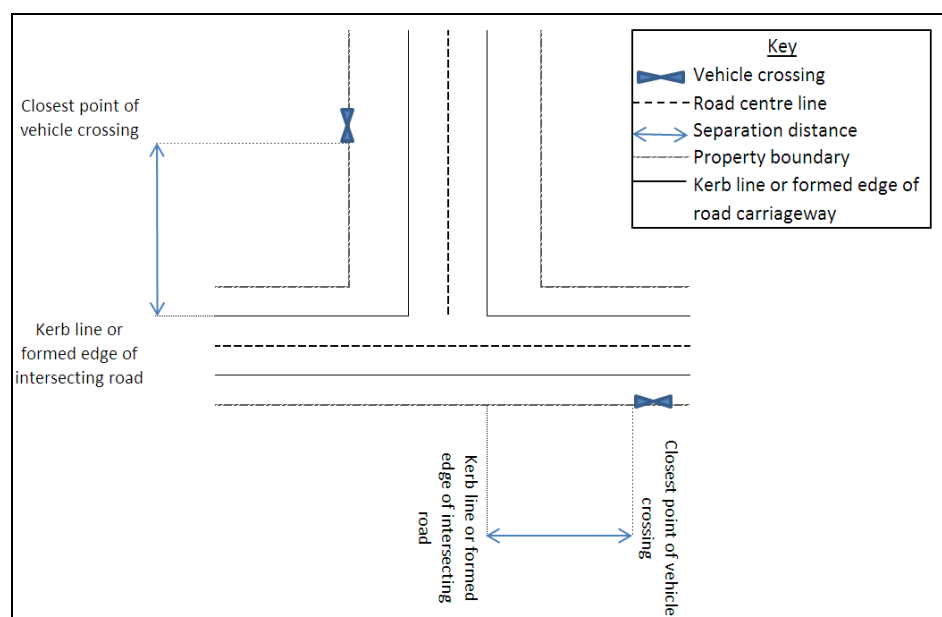 Key
Vehicle crossing
Road centre line
Separation distance
Property boundary
Kerb line or formed edge of
road carriageway
Closest point of
vehicle crossing
Kerb line or
formed edge of
intersecting road
Kerb line or formed
edge of intersecting
road
Closest point of vehicle
crossing